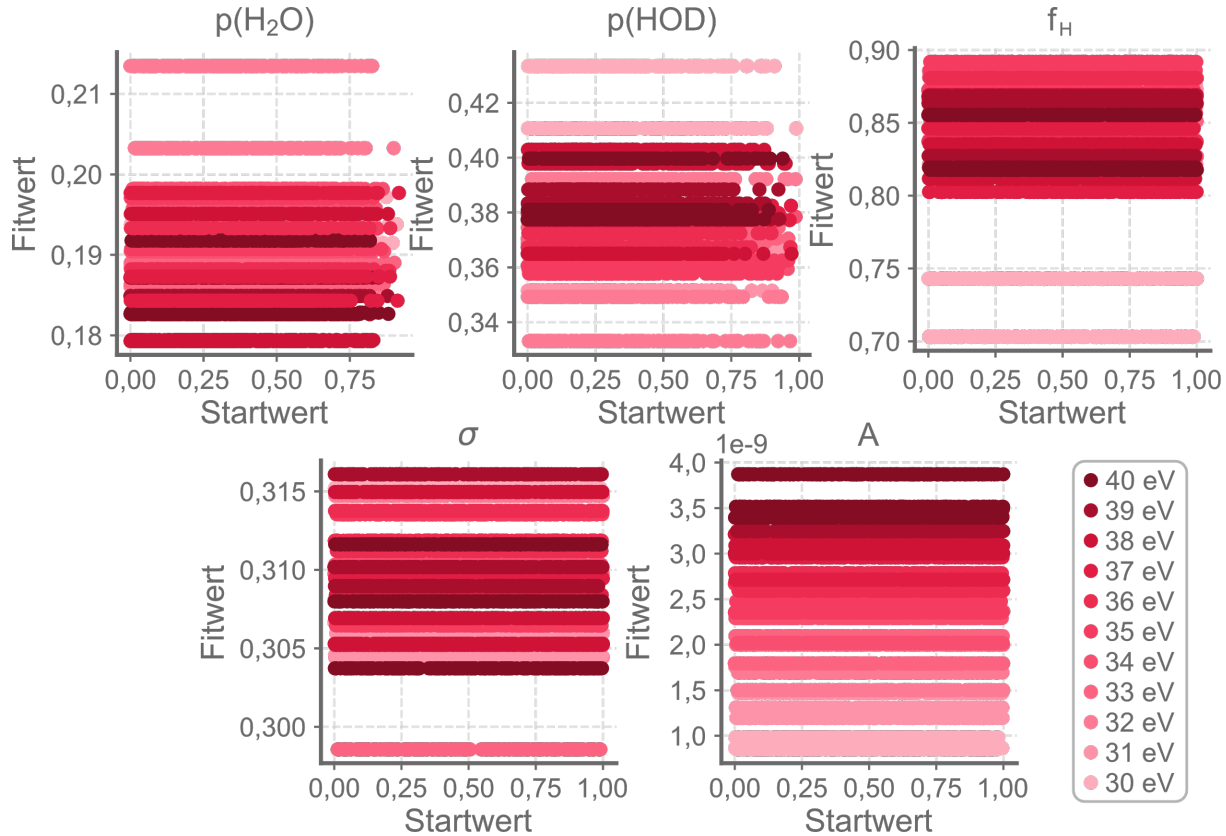 p(H₂O)
Fitwert
0,21
0,20
0,19
0,18
0,00 0,25 0,50 0,75
Startwert
p(HOD)
Fitwert
0,42
0,40
0,38
0,36
0,34
0,00 0,25 0,50 0,75 1,00
Startwert
f_H
Fitwert
0,90
0,85
0,80
0,75
0,70
0,00 0,25 0,50 0,75 1,00
Startwert
σ
Fitwert
0,315
0,310
0,305
0,300
0,00 0,25 0,50 0,75 1,00
Startwert
A
1e-9
Fitwert
4,0
3,5
3,0
2,5
2,0
1,5
1,0
0,00 0,25 0,50 0,75 1,00
Startwert
40 eV
39 eV
38 eV
37 eV
36 eV
35 eV
34 eV
33 eV
32 eV
31 eV
30 eV